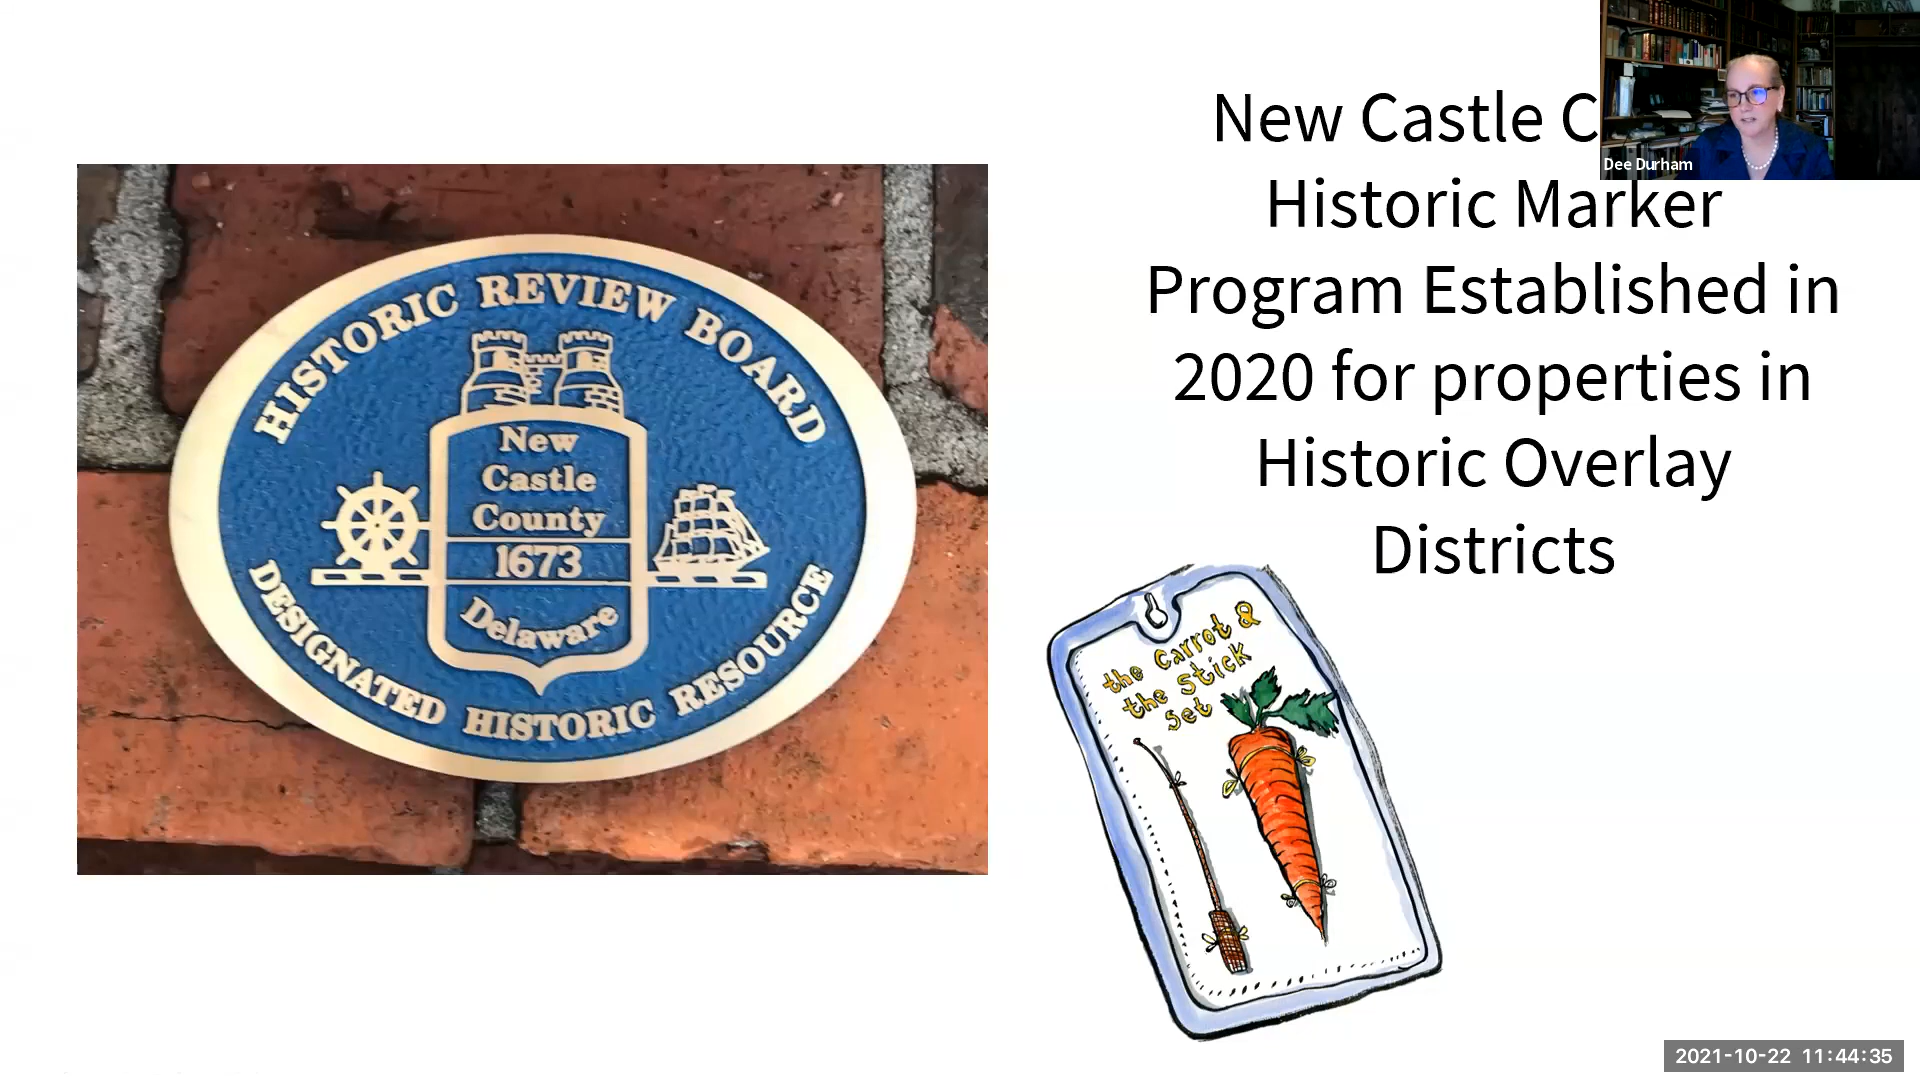 HISTORIC REVIEW BOARD
New
Castle
County
1673
Delaware
DESIGNATED HISTORIC RESOURCE
New Castle C
Historic Marker
Program Established in
2020 for properties in
Historic Overlay
Districts
Dee Durham
the Carrot &
the Stick
Set
2021-10-22 11:44:35